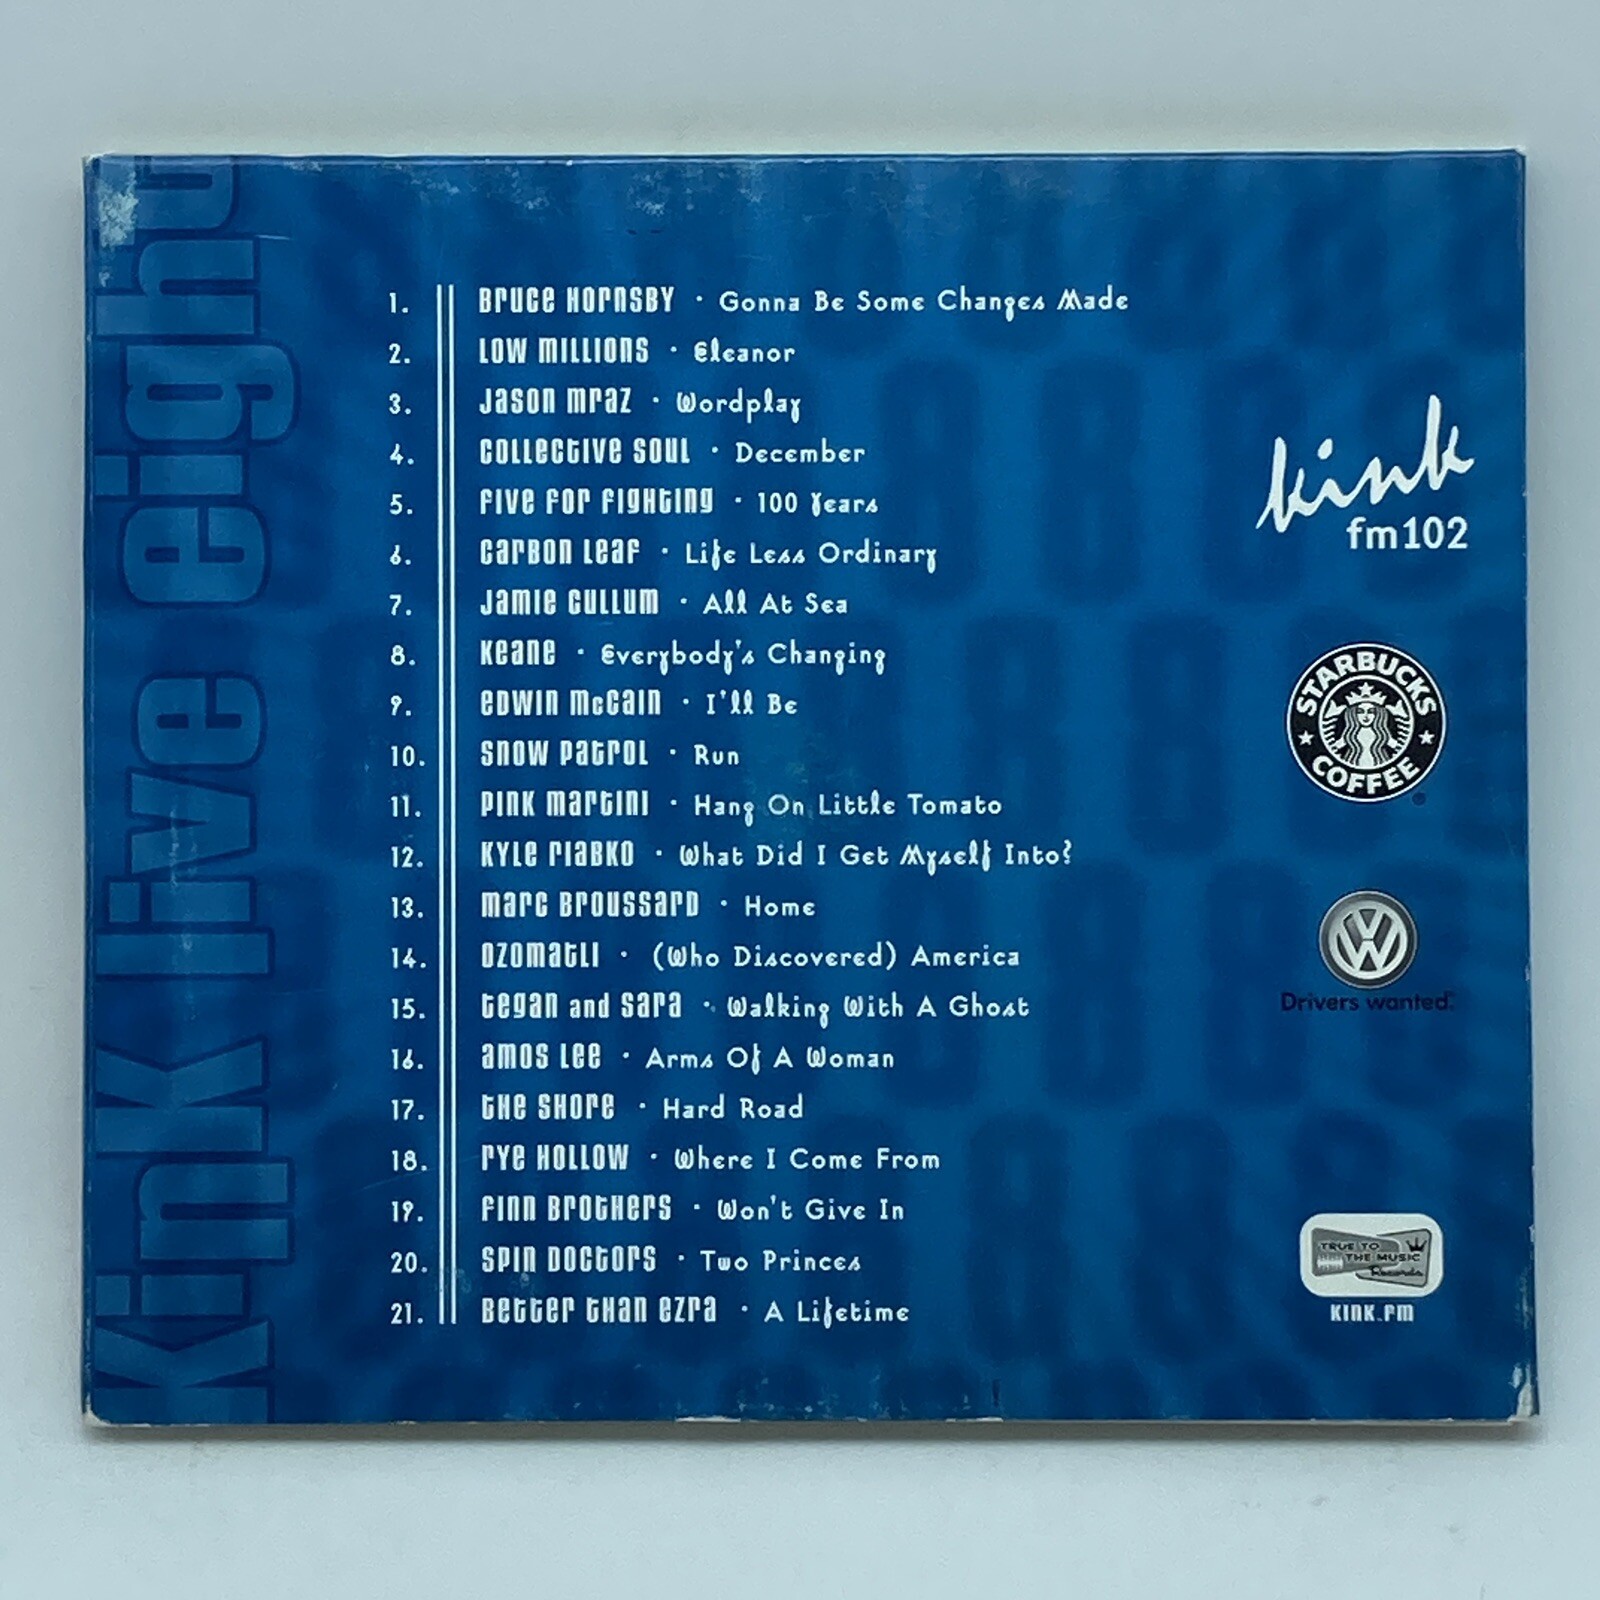 kink live eight
1. Bruce Hornsby · Gonna Be Some Changes Made
2. Low Millions · Eleanor
3. Jason Mraz · Wordplay
4. Collective Soul · December
5. Five For Fighting · 100 Years
6. Carbon Leaf · Life Less Ordinary
7. Jamie Cullum · All At Sea
8. Keane · Everybody's Changing
9. Edwin McCain · I'll Be
10. Snow Patrol · Run
11. Pink Martini · Hang On Little Tomato
12. Kyle Riabko · What Did I Get Myself Into?
13. Marc Broussard · Home
14. Ozomatli · (Who Discovered) America
15. Tegan and Sara · Walking With A Ghost
16. Amos Lee · Arms Of A Woman
17. The Shore · Hard Road
18. Rye Hollow · Where I Come From
19. Finn Brothers · Won't Give In
20. Spin Doctors · Two Princes
21. Better Than Ezra · A Lifetime
kink
fm102
STARBUCKS
COFFEE
®
VW
Drivers wanted.
TRUE TO
THE MUSIC
Records
KINK.FM